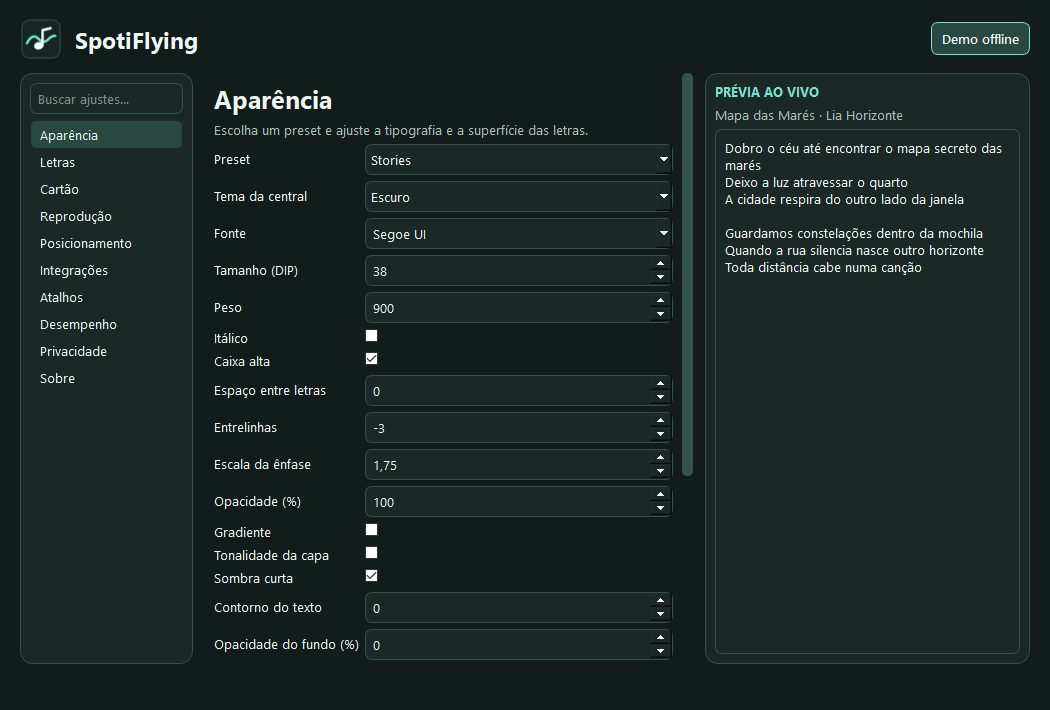 SpotiFlying
Demo offline
Buscar ajustes...
Aparência
Letras
Cartão
Reprodução
Posicionamento
Integrações
Atalhos
Desempenho
Privacidade
Sobre
Aparência
Escolha um preset e ajuste a tipografia e a superfície das letras.
Preset Stories
Tema da central Escuro
Fonte Segoe UI
Tamanho (DIP) 38
Peso 900
Itálico
Caixa alta
Espaço entre letras 0
Entrelinhas -3
Escala da ênfase 1,75
Opacidade (%) 100
Gradiente
Tonalidade da capa
Sombra curta
Contorno do texto 0
Opacidade do fundo (%) 0
PRÉVIA AO VIVO
Mapa das Marés · Lia Horizonte
Dobro o céu até encontrar o mapa secreto das
marés
Deixo a luz atravessar o quarto
A cidade respira do outro lado da janela
Guardamos constelações dentro da mochila
Quando a rua silencia nasce outro horizonte
Toda distância cabe numa canção